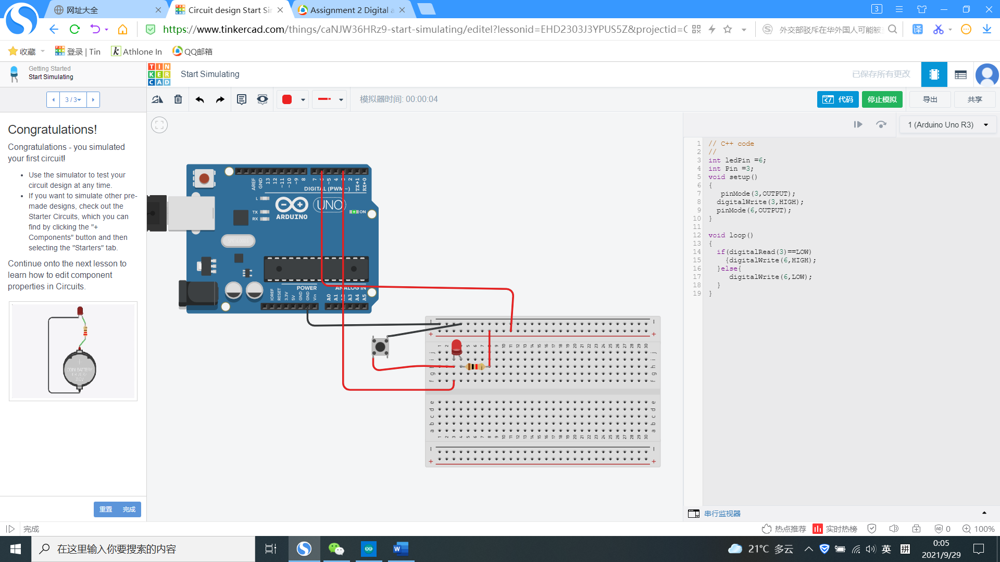 网址大全
Circuit design Start Si
Assignment 2 Digital a
3
https://www.tinkercad.com/things/caNJW36HRz9-start-simulating/editel?lessonid=EHD2303J3YPUS5Z&projectid=
外交部驳斥在华外国人可能被
译
收藏
登录 | Tin
Athlone In
QQ邮箱
Getting Started
Start Simulating
TINKERCAD
Start Simulating
已保存所有更改
3 / 3
模拟器时间: 00:00:04
代码
停止模拟
导出
共享
1 (Arduino Uno R3)
Congratulations!
Congratulations - you simulated
your first circuit!
Use the simulator to test your
circuit design at any time.
If you want to simulate other pre-
made designs, check out the
Starter Circuits, which you can
find by clicking the "+
Components" button and then
selecting the "Starters" tab.
Continue onto the next lesson to
learn how to edit component
properties in Circuits.
重置
完成
AREF
GND
13
12
~11
~10
~9
8
7
~5
4
2
TX→1
RX←0
DIGITAL (PWM~)
L
TX
RX
ARDUINO
UNO
ON
POWER
ANALOG IN
IOREF
RESET
3.3V
5V
GND
GND
Vin
A0
A1
A3
A4
A5
1 // C++ code
2 //
3 int ledPin =6;
4 int Pin =3;
5 void setup()
6 {
7 pinMode(3,OUTPUT);
8 digitalWrite(3,HIGH);
9 pinMode(6,OUTPUT);
10 }
11
12 void loop()
13 {
14 if(digitalRead(3)==LOW)
15 {digitalWrite(6,HIGH);
16 }else{
17 digitalWrite(6,LOW);
18 }
19 }
串行监视器
完成
热点推荐
实时热榜
0
100%
在这里输入你要搜索的内容
21°C 多云
英
拼
0:05
2021/9/29